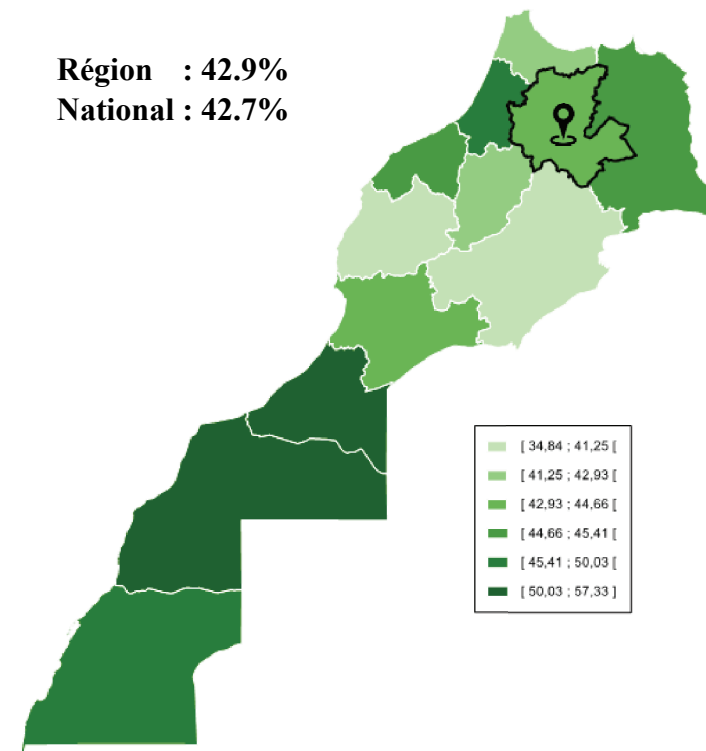 Région : 42.9%
National : 42.7%
[ 34,84 ; 41,25 [
[ 41,25 ; 42,93 [
[ 42,93 ; 44,66 [
[ 44,66 ; 45,41 [
[ 45,41 ; 50,03 [
[ 50,03 ; 57,33 ]